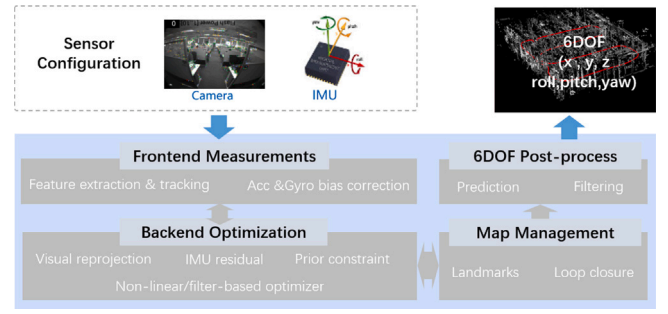 Sensor
Configuration
0
Camera
IMU
6DOF
(x , y, z
roll,pitch,yaw)
Frontend Measurements
Feature extraction & tracking
Acc &Gyro bias correction
6DOF Post-process
Prediction
Filtering
Backend Optimization
Visual reprojection
IMU residual
Prior constraint
Non-linear/filter-based optimizer
Map Management
Landmarks
Loop closure